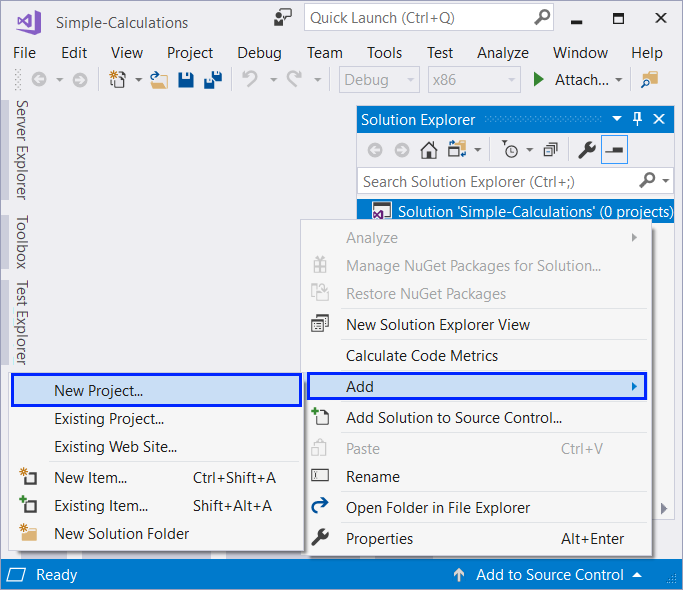 Simple-Calculations
Quick Launch (Ctrl+Q)
File Edit View Project Debug Team Tools Test Analyze Window Help
Debug x86 Attach...
Server Explorer
Toolbox
Test Explorer
Solution Explorer
Search Solution Explorer (Ctrl+;)
Solution 'Simple-Calculations' (0 projects)
Analyze
Manage NuGet Packages for Solution...
Restore NuGet Packages
New Solution Explorer View
Calculate Code Metrics
Add
Add Solution to Source Control...
Paste Ctrl+V
Rename
Open Folder in File Explorer
Properties Alt+Enter
New Project...
Existing Project...
Existing Web Site...
New Item... Ctrl+Shift+A
Existing Item... Shift+Alt+A
New Solution Folder
Ready Add to Source Control